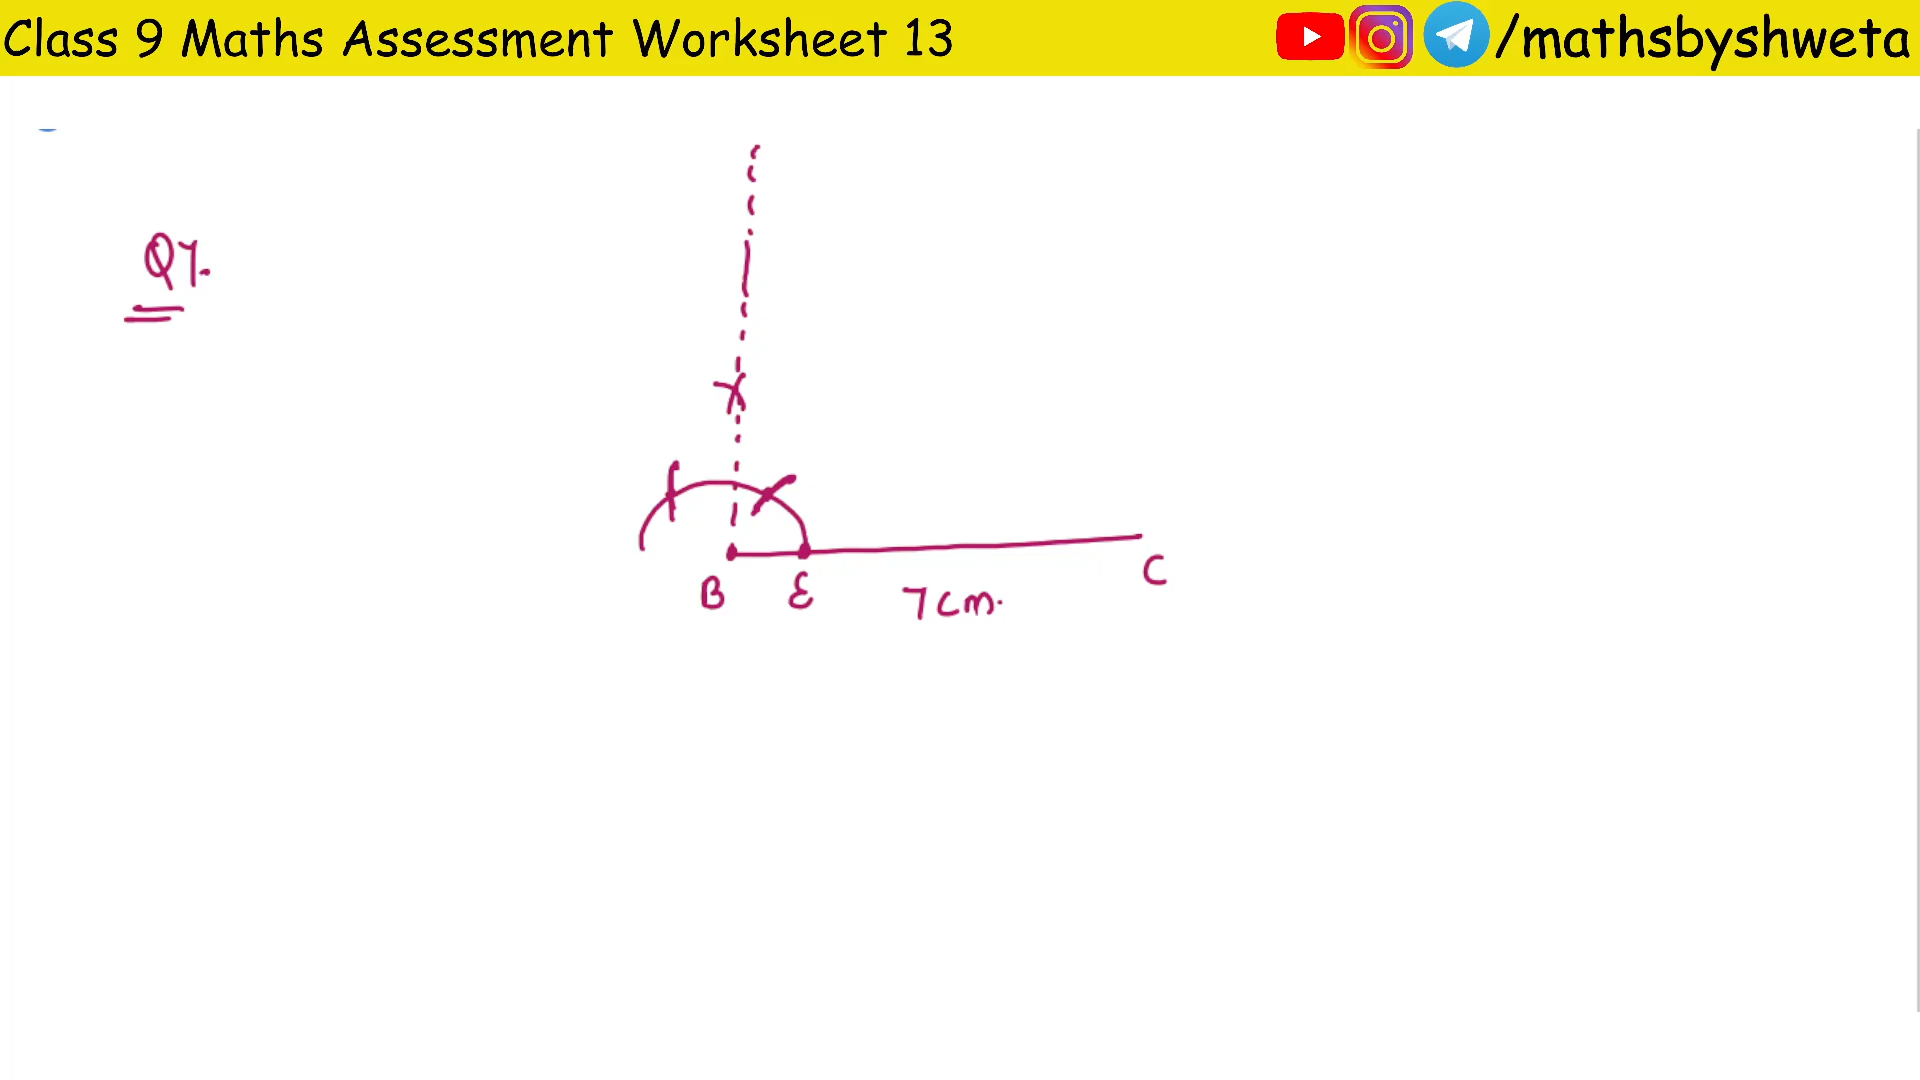 Class 9 Maths Assessment Worksheet 13
/mathsbyshweta
Q7.
B E C
7cm.